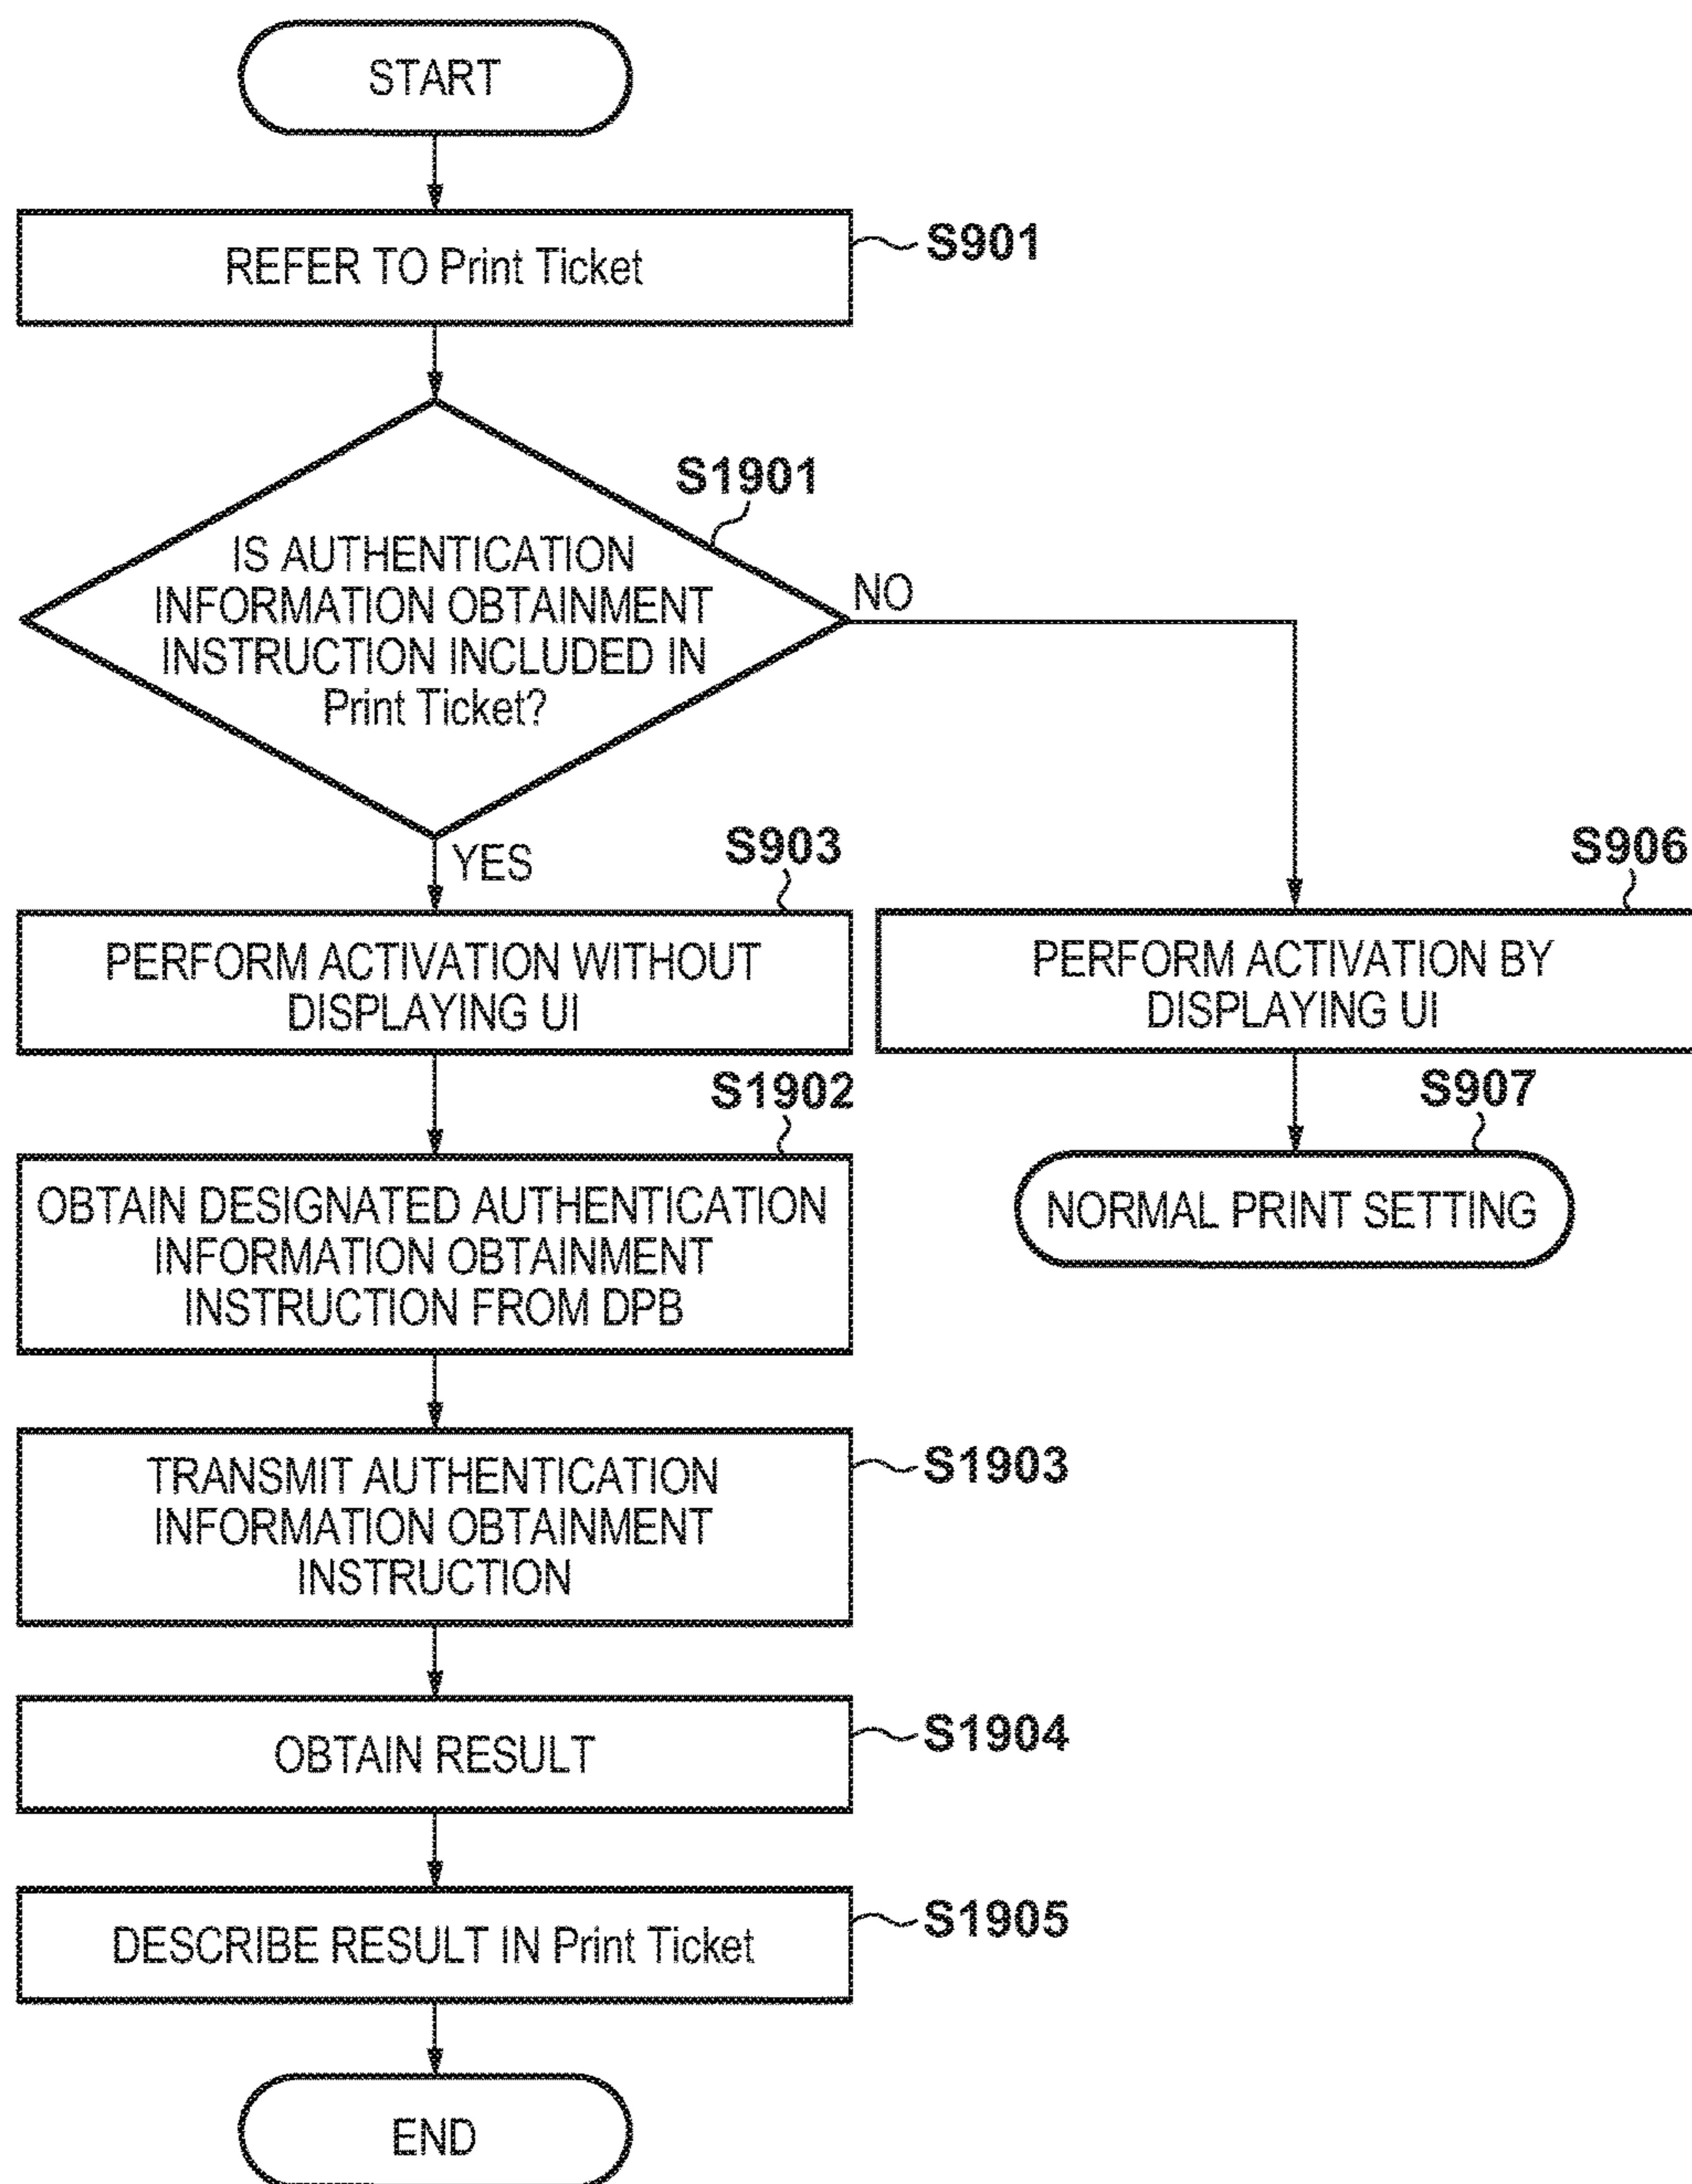 START
REFER TO Print Ticket
S901
S1901
IS AUTHENTICATION
INFORMATION OBTAINMENT
INSTRUCTION INCLUDED IN
Print Ticket?
NO
YES
S903
PERFORM ACTIVATION WITHOUT
DISPLAYING UI
S906
PERFORM ACTIVATION BY
DISPLAYING UI
S1902
OBTAIN DESIGNATED AUTHENTICATION
INFORMATION OBTAINMENT
INSTRUCTION FROM DPB
S907
NORMAL PRINT SETTING
TRANSMIT AUTHENTICATION
INFORMATION OBTAINMENT
INSTRUCTION
S1903
OBTAIN RESULT
S1904
DESCRIBE RESULT IN Print Ticket
S1905
END